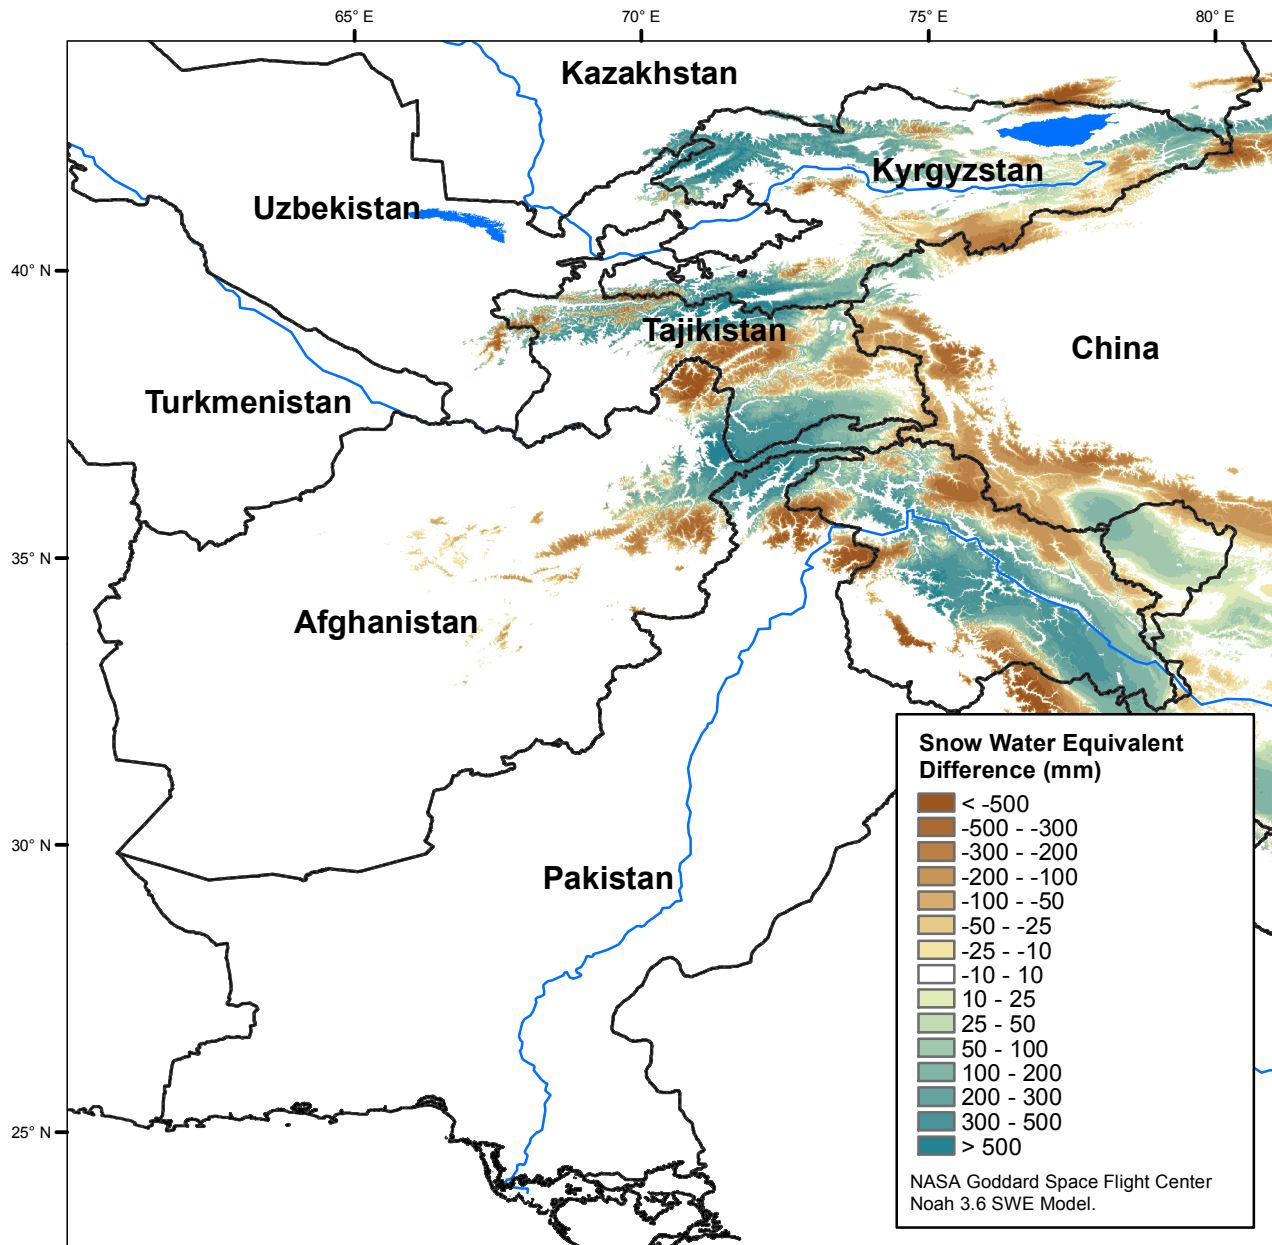 65° E
70° E
75° E
80° E
Kazakhstan
Kyrgyzstan
Uzbekistan
40° N
Tajikistan
China
Turkmenistan
35° N
Afghanistan
Snow Water Equivalent
Difference (mm)
< -500
-500 - -300
-300 - -200
-200 - -100
-100 - -50
-50 - -25
-25 - -10
-10 - 10
10 - 25
25 - 50
50 - 100
100 - 200
200 - 300
300 - 500
> 500
NASA Goddard Space Flight Center
Noah 3.6 SWE Model.
30° N
Pakistan
25° N